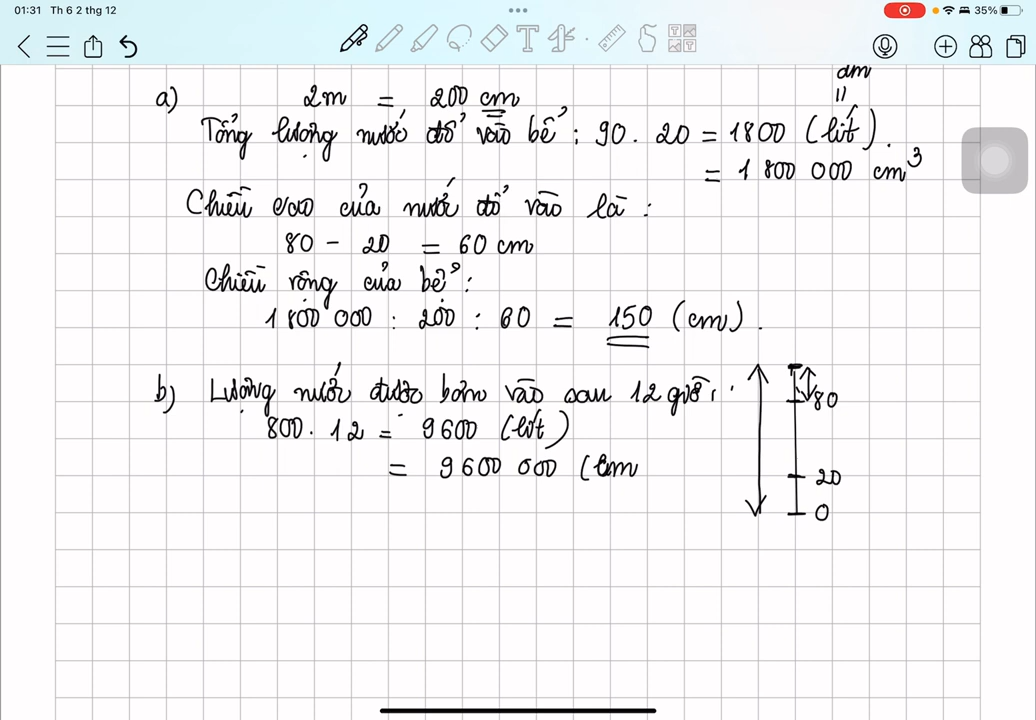 01:31 Th 6 2 thg 12
35%
dm
a) 2m = 200 cm
Tổng lượng nước đổ vào bể : 90 . 20 = 1800 (lít).
= 1 800 000 cm³
Chiều cao của nước đổ vào là :
80 - 20 = 60 cm
Chiều rộng của bể :
1 800 000 : 200 : 60 = 150 (cm).
b) Lượng nước được bơm vào sau 12 giờ :
80
800 . 12 = 9600 (lít)
= 9600 000 (cm
20
0